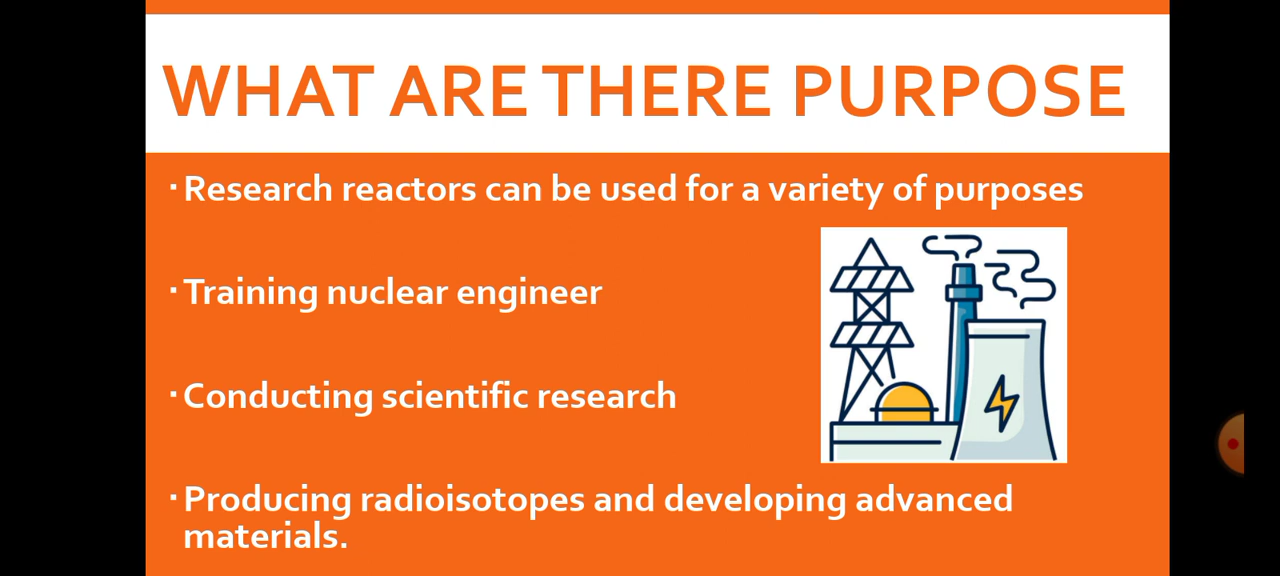 WHAT ARE THERE PURPOSE
· Research reactors can be used for a variety of purposes
· Training nuclear engineer
· Conducting scientific research
· Producing radioisotopes and developing advanced
materials.